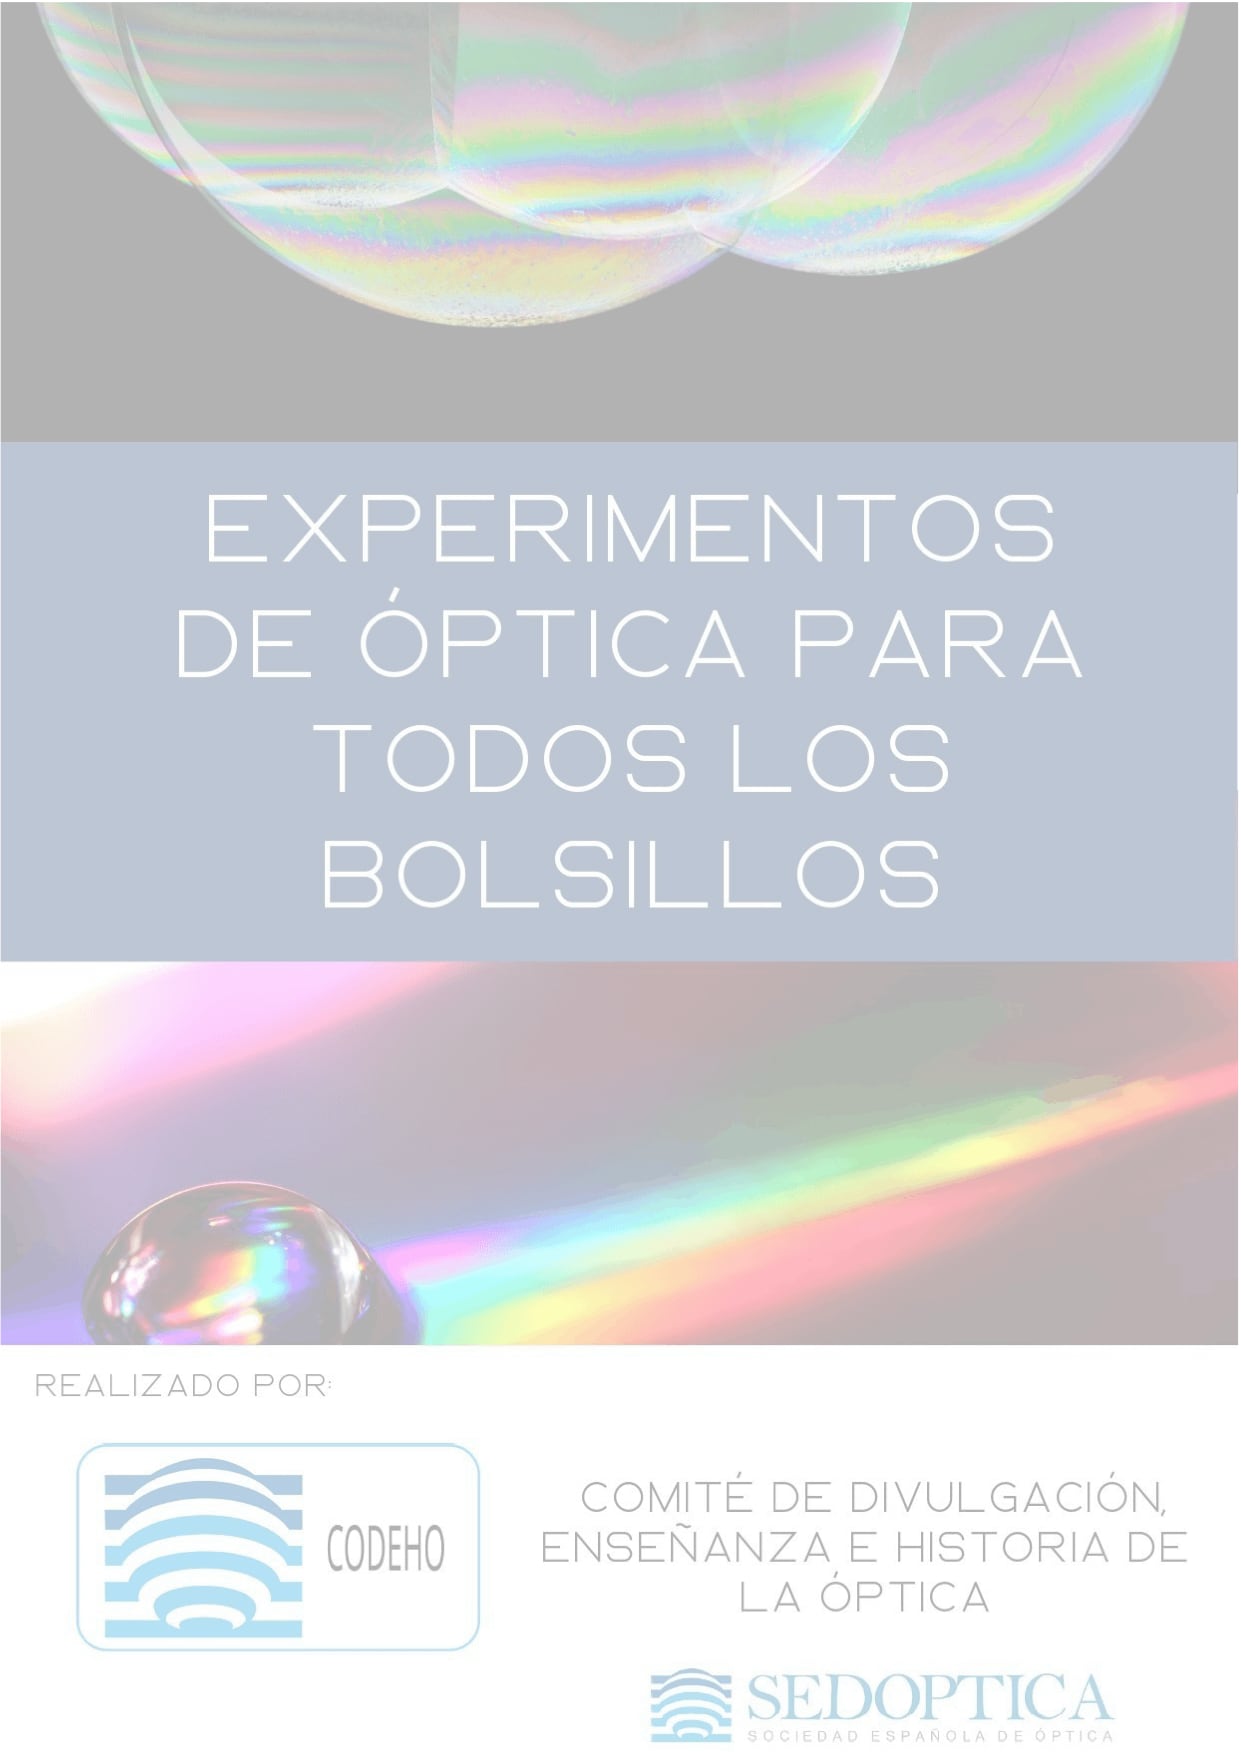 EXPERIMENTOS
DE ÓPTICA PARA
TODOS LOS
BOLSILLOS
REALIZADO POR:
CODEHO
COMITÉ DE DIVULGACIÓN,
ENSEÑANZA E HISTORIA DE
LA ÓPTICA
SEDOPTICA
SOCIEDAD ESPAÑOLA DE ÓPTICA